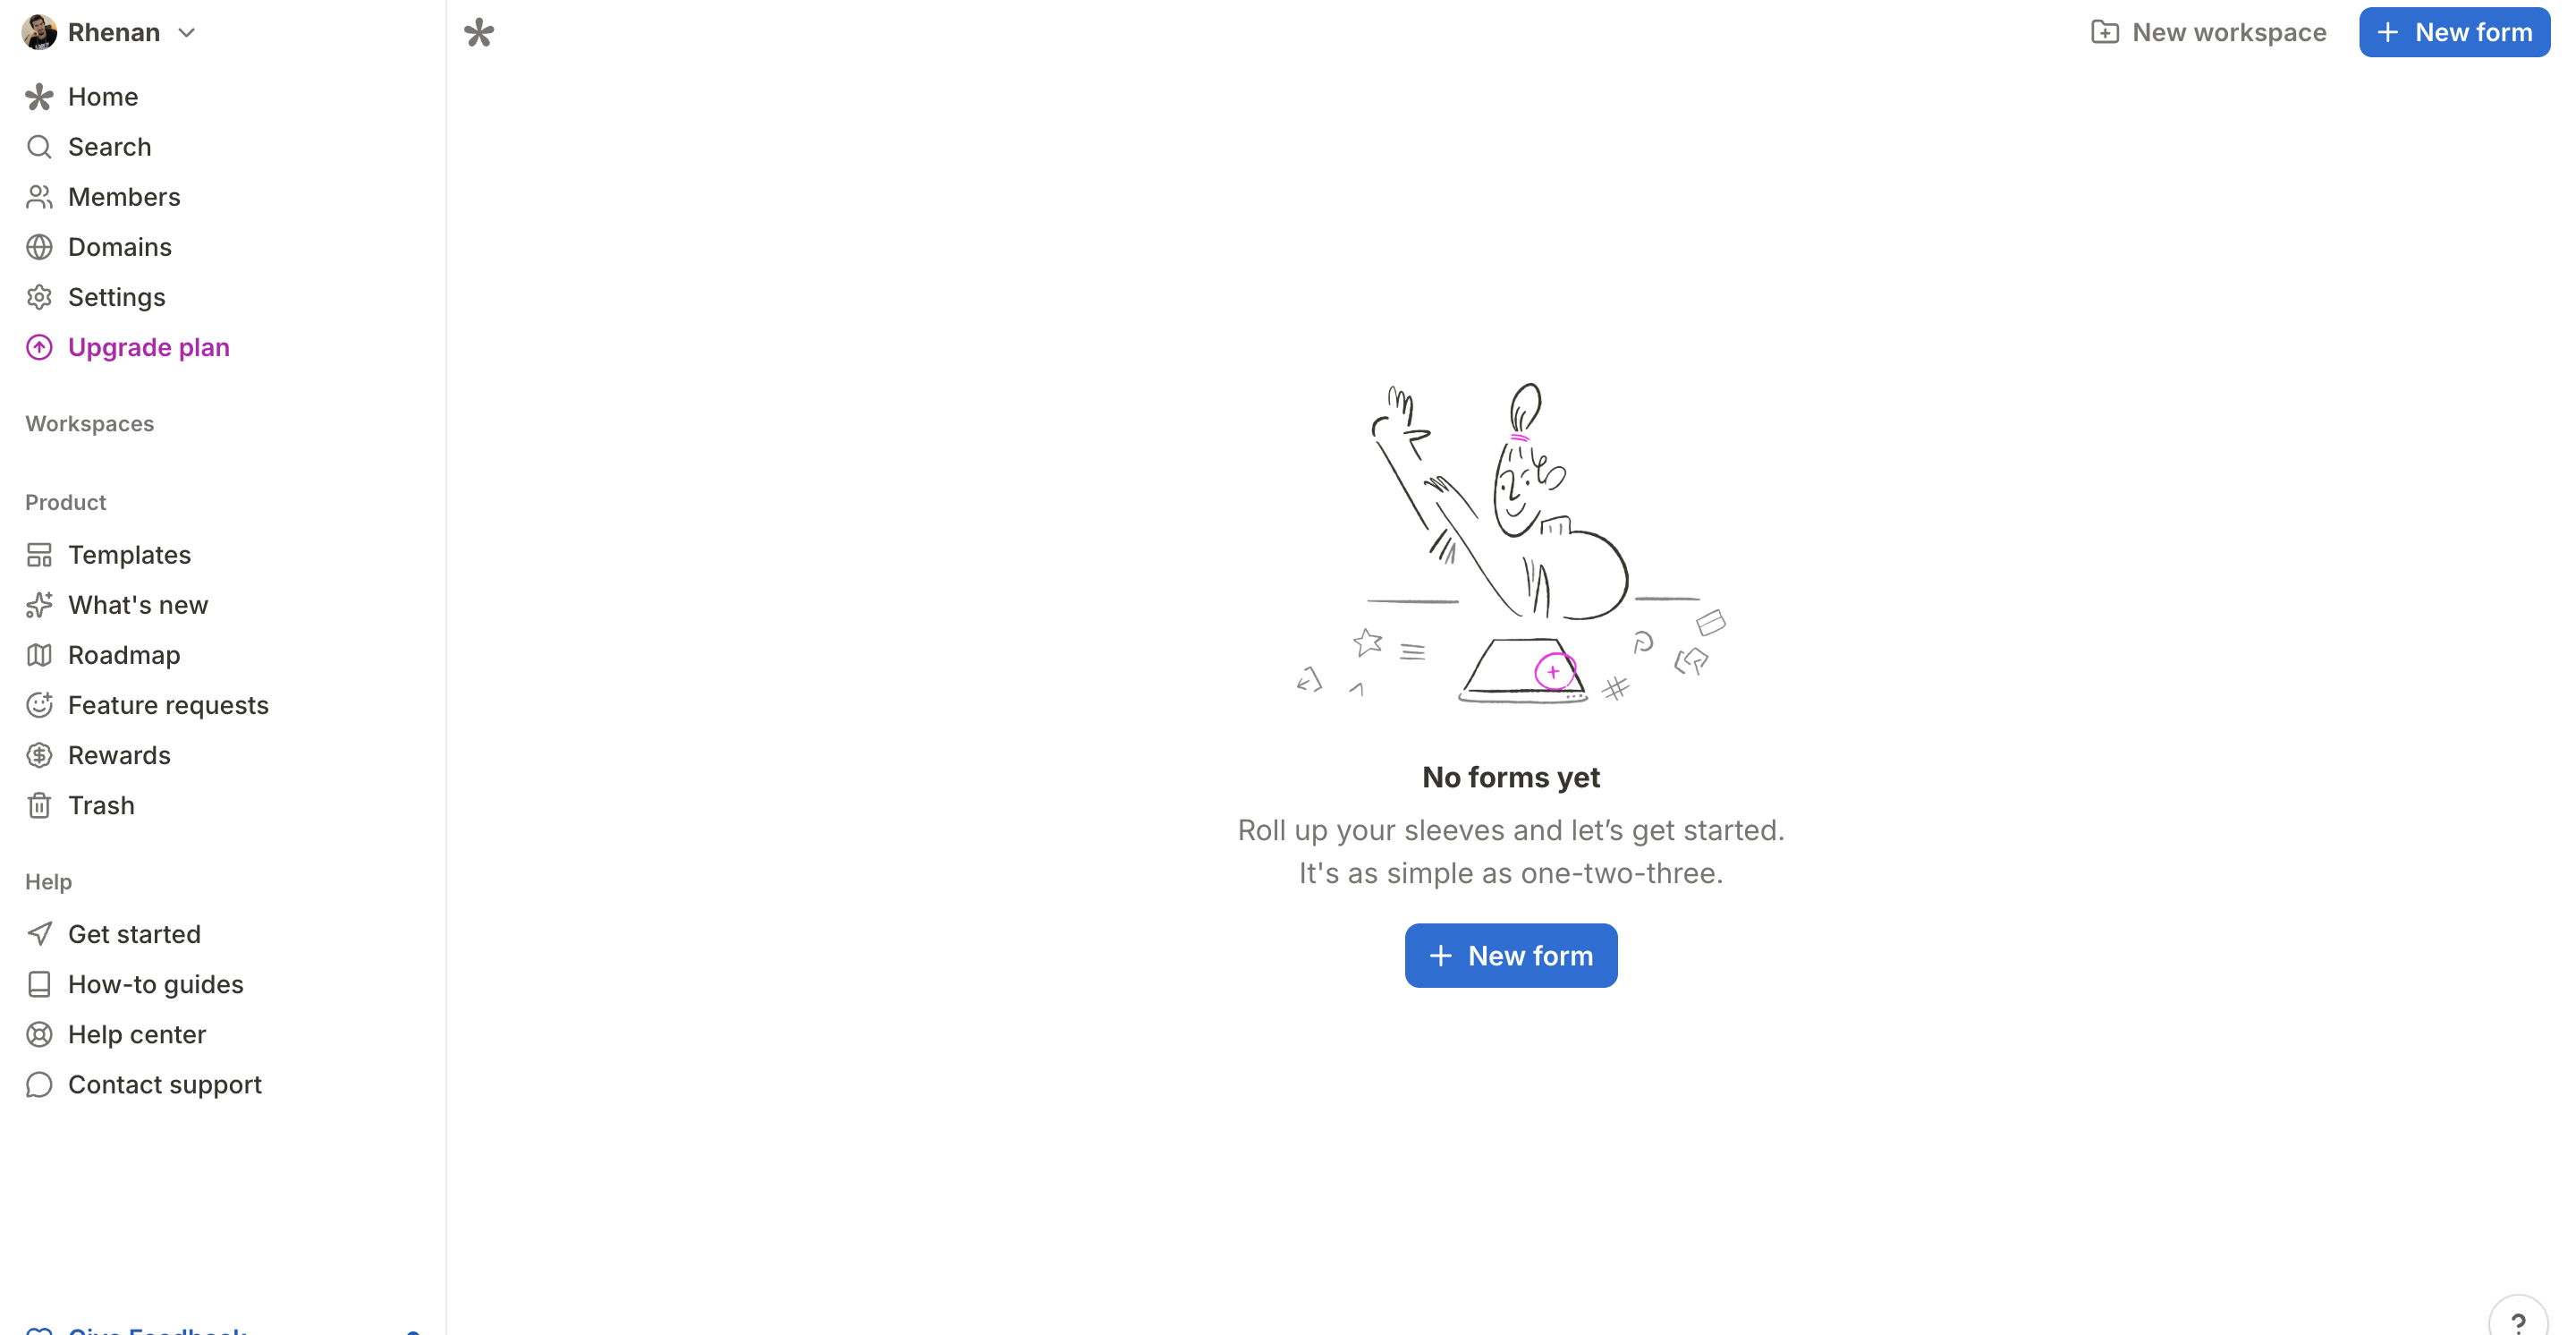 Rhenan
Home
Search
Members
Domains
Settings
Upgrade plan
Workspaces
Product
Templates
What's new
Roadmap
Feature requests
Rewards
Trash
Help
Get started
How-to guides
Help center
Contact support
Give Feedback
New workspace
+ New form
No forms yet
Roll up your sleeves and let’s get started.
It's as simple as one-two-three.
+ New form
?